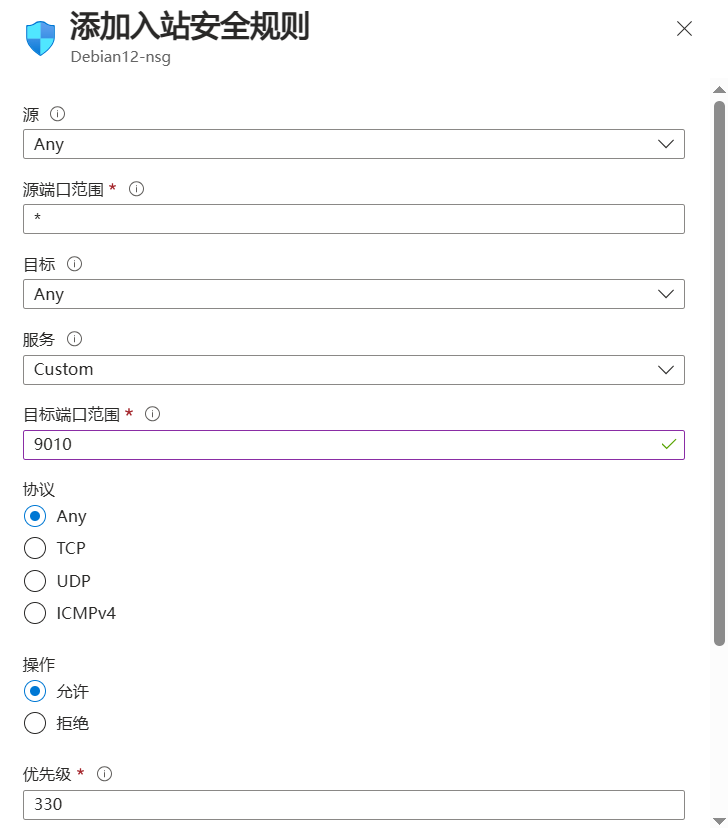 添加入站安全规则
Debian12-nsg
源
Any
源端口范围 *
*
目标
Any
服务
Custom
目标端口范围 *
9010
协议
Any
TCP
UDP
ICMPv4
操作
允许
拒绝
优先级 *
330